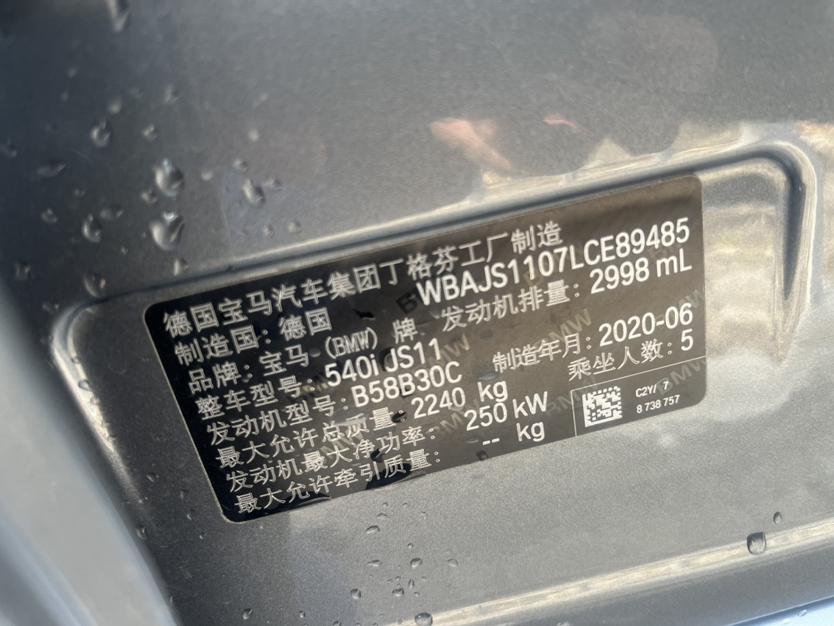 德国宝马汽车集团丁格芬工厂制造
制造国：德国 WBAJS1107LCE89485
品牌：宝马（BMW）牌 发动机排量：2998 mL
整车型号：540i JS11
发动机型号：B58B30C 制造年月：2020-06
最大允许总质量：2240 kg 乘坐人数：5
发动机最大净功率：250 kW
最大允许牵引质量：-- kg
C2Y/ 7
8 738 757